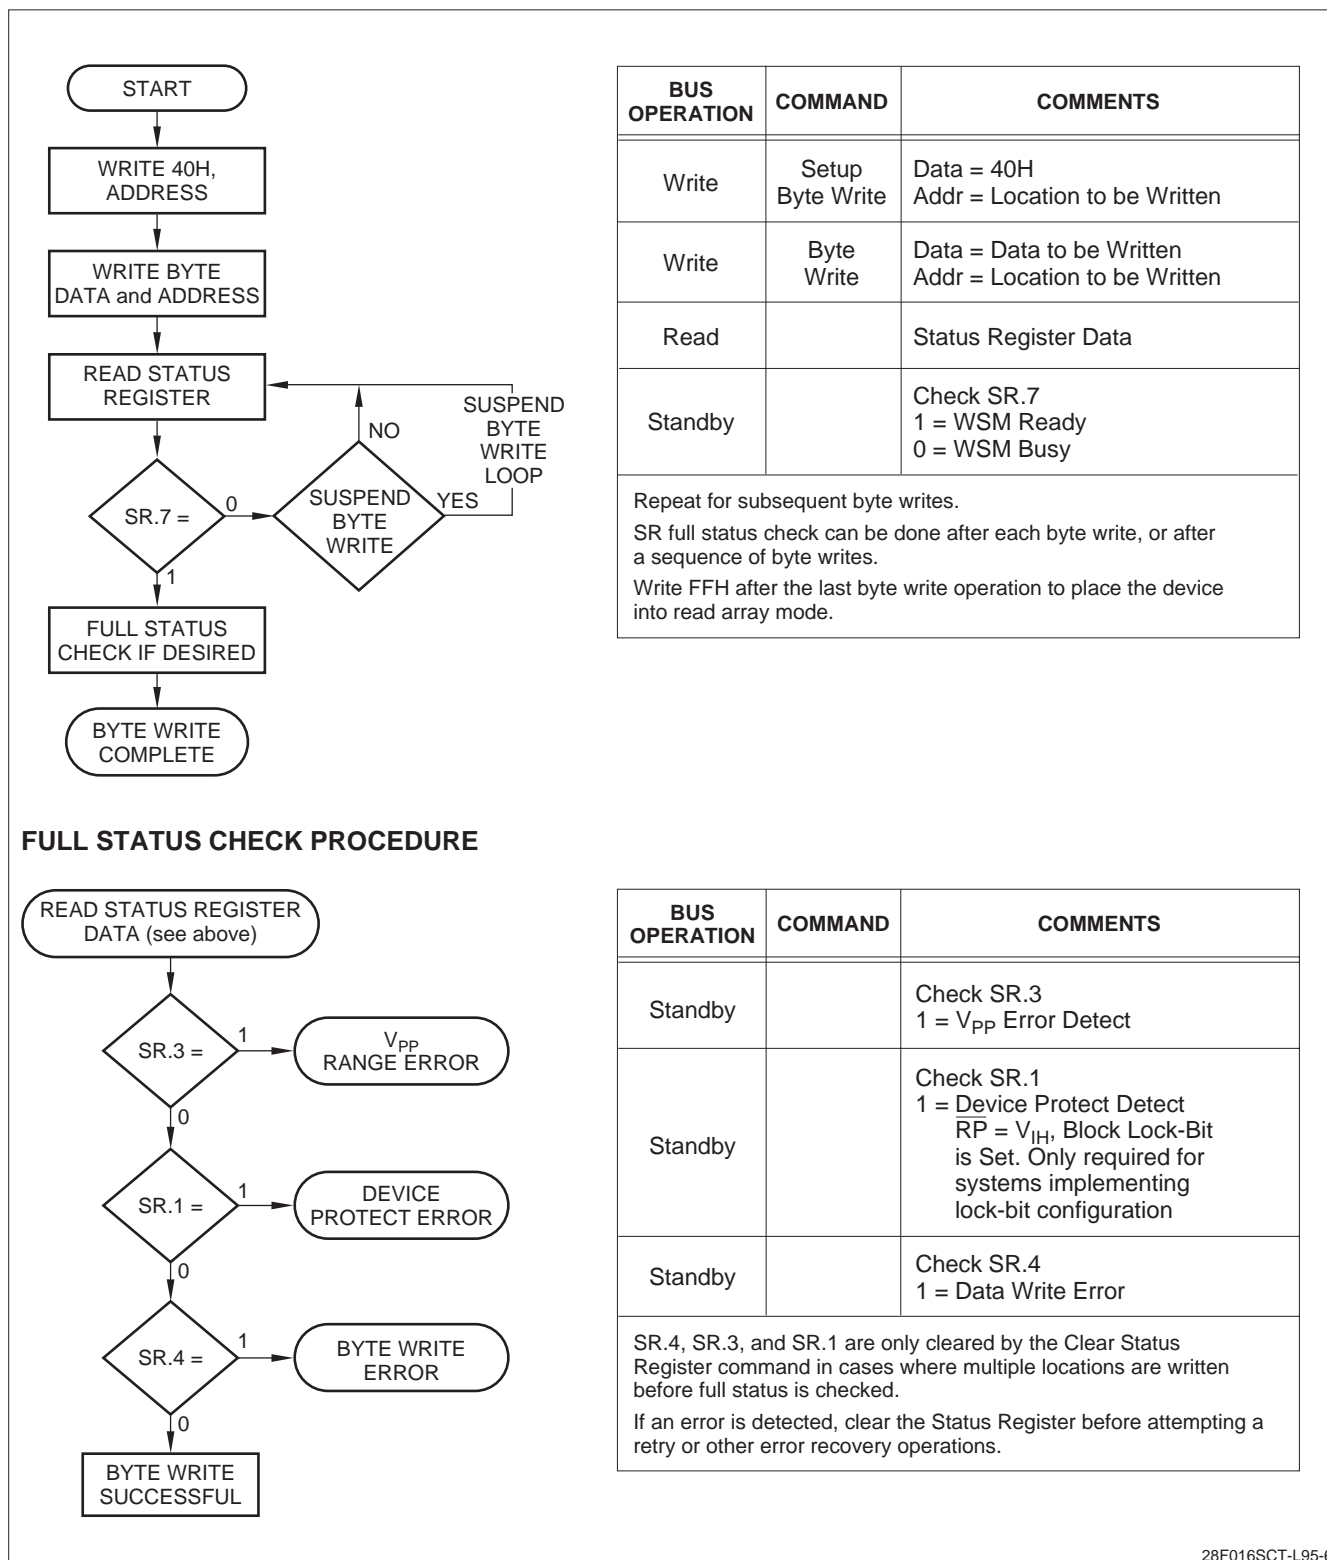 START
WRITE 40H,
ADDRESS
WRITE BYTE
DATA and ADDRESS
READ STATUS
REGISTER
SUSPEND
BYTE
WRITE
LOOP
NO
SR.7 =
0
SUSPEND
BYTE
WRITE
YES
1
FULL STATUS
CHECK IF DESIRED
BYTE WRITE
COMPLETE
BUS
OPERATION
COMMAND
COMMENTS
Write
Setup
Byte Write
Data = 40H
Addr = Location to be Written
Write
Byte
Write
Data = Data to be Written
Addr = Location to be Written
Read
Status Register Data
Standby
Check SR.7
1 = WSM Ready
0 = WSM Busy
Repeat for subsequent byte writes.
SR full status check can be done after each byte write, or after
a sequence of byte writes.
Write FFH after the last byte write operation to place the device
into read array mode.
FULL STATUS CHECK PROCEDURE
READ STATUS REGISTER
DATA (see above)
SR.3 =
1
VPP
RANGE ERROR
0
SR.1 =
1
DEVICE
PROTECT ERROR
0
SR.4 =
1
BYTE WRITE
ERROR
0
BYTE WRITE
SUCCESSFUL
BUS
OPERATION
COMMAND
COMMENTS
Standby
Check SR.3
1 = VPP Error Detect
Standby
Check SR.1
1 = Device Protect Detect
R̅P̅ = VIH, Block Lock-Bit
is Set. Only required for
systems implementing
lock-bit configuration
Standby
Check SR.4
1 = Data Write Error
SR.4, SR.3, and SR.1 are only cleared by the Clear Status
Register command in cases where multiple locations are written
before full status is checked.
If an error is detected, clear the Status Register before attempting a
retry or other error recovery operations.